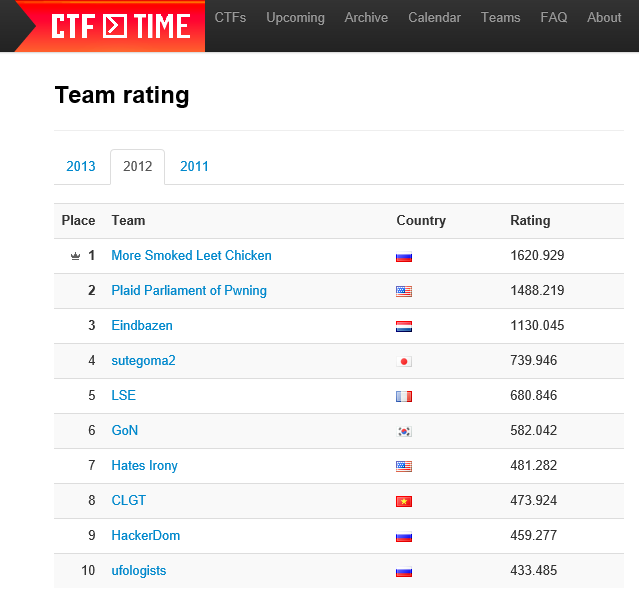 CTF TIME CTFs Upcoming Archive Calendar Teams FAQ About
Team rating
2013 2012 2011
Place Team Country Rating
1 More Smoked Leet Chicken 1620.929
2 Plaid Parliament of Pwning 1488.219
3 Eindbazen 1130.045
4 sutegoma2 739.946
5 LSE 680.846
6 GoN 582.042
7 Hates Irony 481.282
8 CLGT 473.924
9 HackerDom 459.277
10 ufologists 433.485